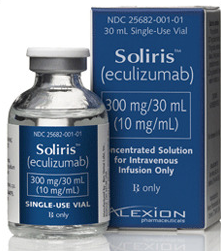 NDC 25682-001-01
30 mL Single-Use Vial
Soliris™
(eculizumab)
300 mg/30 mL
(10 mg/mL)
Concentrated Solution
for Intravenous
Infusion Only
℞ only
ALEXION
pharmaceuticals
NDC 25682-001-01
Soliris™
(eculizumab)
300 mg/30 mL
(10 mg/mL)
SINGLE-USE VIAL
℞ only